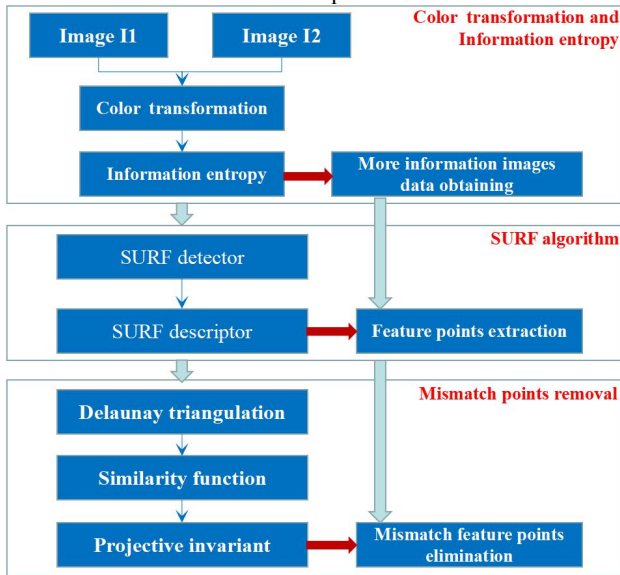 Image I1
Image I2
Color transformation and
Information entropy
Color transformation
Information entropy
More information images
data obtaining
SURF algorithm
SURF detector
SURF descriptor
Feature points extraction
Mismatch points removal
Delaunay triangulation
Similarity function
Projective invariant
Mismatch feature points
elimination